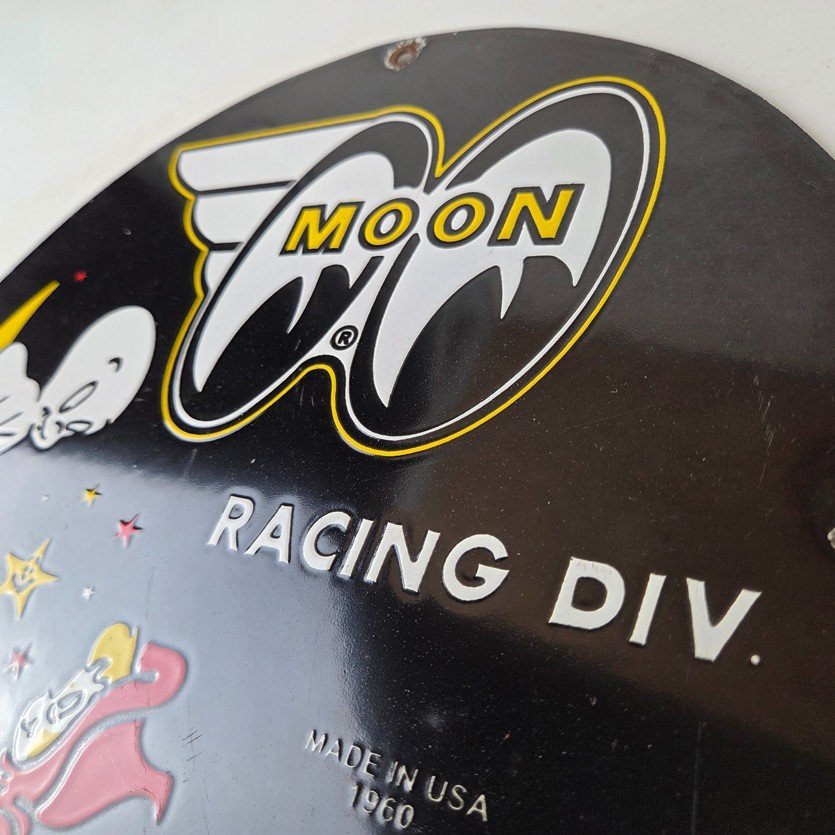 MOON
®
RACING DIV.
MADE IN USA
1960